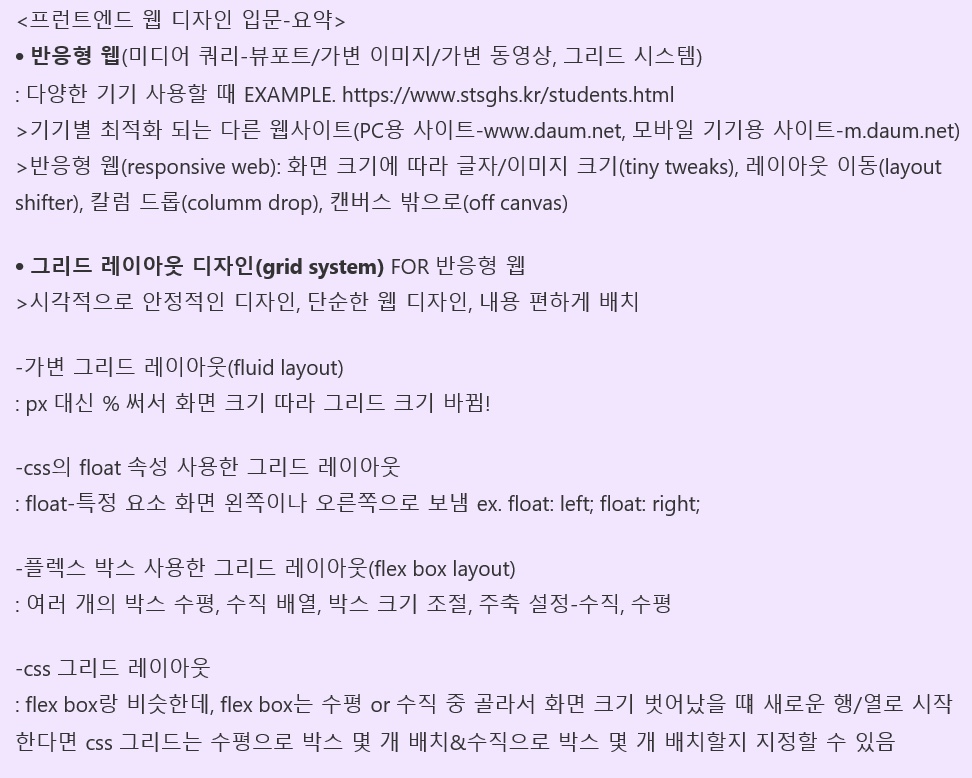 <프런트엔드 웹 디자인 입문-요약>
• 반응형 웹(미디어 쿼리-뷰포트/가변 이미지/가변 동영상, 그리드 시스템)
: 다양한 기기 사용할 때 EXAMPLE. https://www.stsghs.kr/students.html
>기기별 최적화 되는 다른 웹사이트(PC용 사이트-www.daum.net, 모바일 기기용 사이트-m.daum.net)
>반응형 웹(responsive web): 화면 크기에 따라 글자/이미지 크기(tiny tweaks), 레이아웃 이동(layout
shifter), 칼럼 드롭(columm drop), 캔버스 밖으로(off canvas)
• 그리드 레이아웃 디자인(grid system) FOR 반응형 웹
>시각적으로 안정적인 디자인, 단순한 웹 디자인, 내용 편하게 배치
-가변 그리드 레이아웃(fluid layout)
: px 대신 % 써서 화면 크기 따라 그리드 크기 바뀜!
-css의 float 속성 사용한 그리드 레이아웃
: float-특정 요소 화면 왼쪽이나 오른쪽으로 보냄 ex. float: left; float: right;
-플렉스 박스 사용한 그리드 레이아웃(flex box layout)
: 여러 개의 박스 수평, 수직 배열, 박스 크기 조절, 주축 설정-수직, 수평
-css 그리드 레이아웃
: flex box랑 비슷한데, flex box는 수평 or 수직 중 골라서 화면 크기 벗어났을 떄 새로운 행/열로 시작
한다면 css 그리드는 수평으로 박스 몇 개 배치&수직으로 박스 몇 개 배치할지 지정할 수 있음